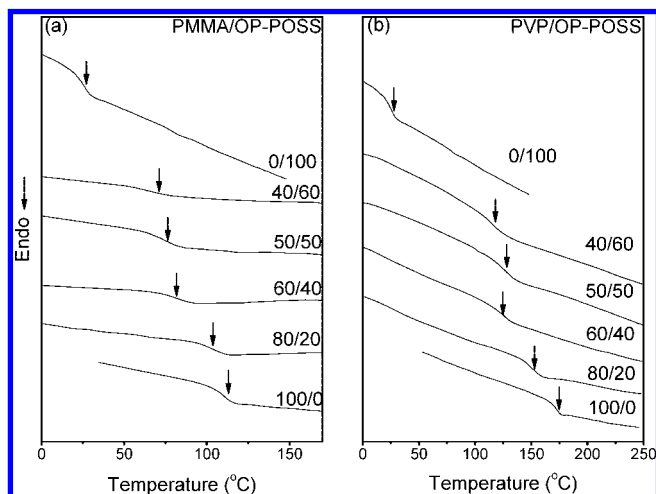 (a) PMMA/OP-POSS
0/100
40/60
50/50
60/40
80/20
100/0
Endo
0 50 100 150
Temperature (°C)
(b) PVP/OP-POSS
0/100
40/60
50/50
60/40
80/20
100/0
0 50 100 150 200 250
Temperature (°C)